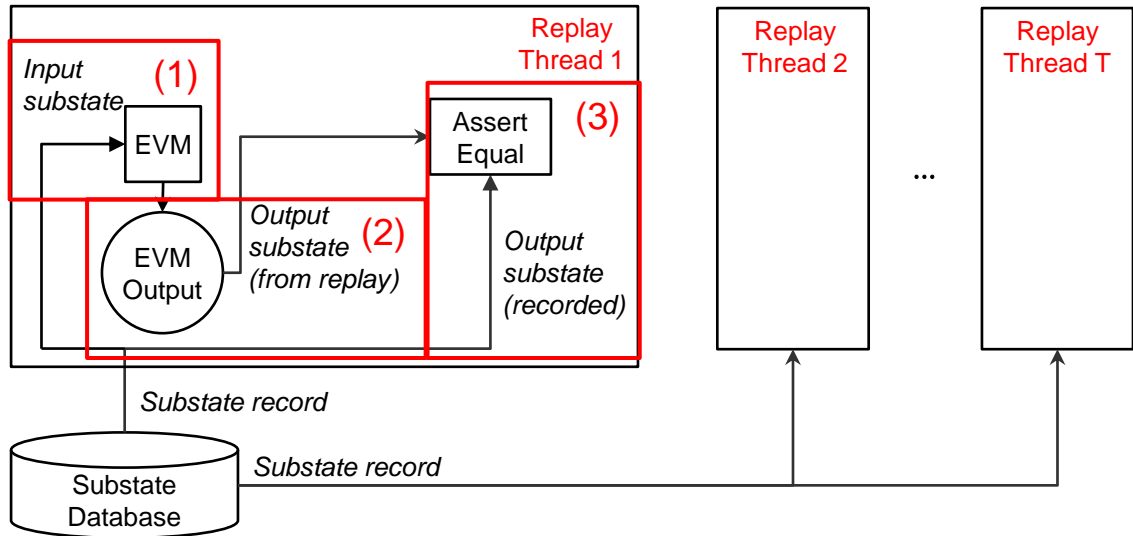 Replay
Thread 1
Replay
Thread 2
Replay
Thread T
Input
substate
(1)
EVM
Assert
Equal
(3)
...
EVM
Output
Output
substate
(from replay)
(2)
Output
substate
(recorded)
Substate record
Substate record
Substate
Database